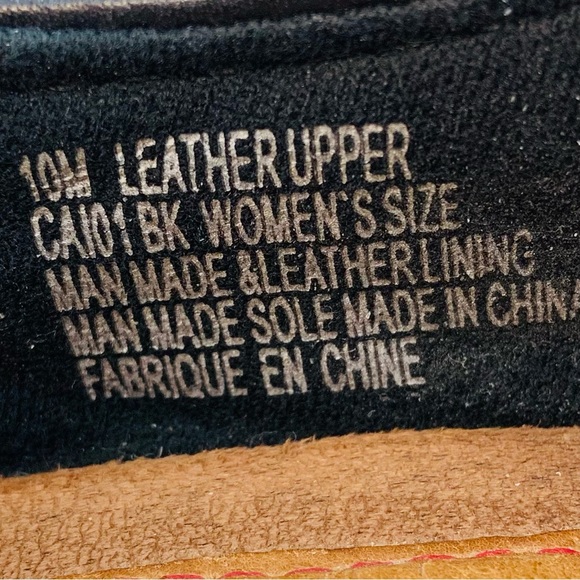 10M LEATHER UPPER
CAI01 BK WOMEN'S SIZE
MAN MADE &LEATHER LINING
MAN MADE SOLE MADE IN CHINA
FABRIQUE EN CHINE